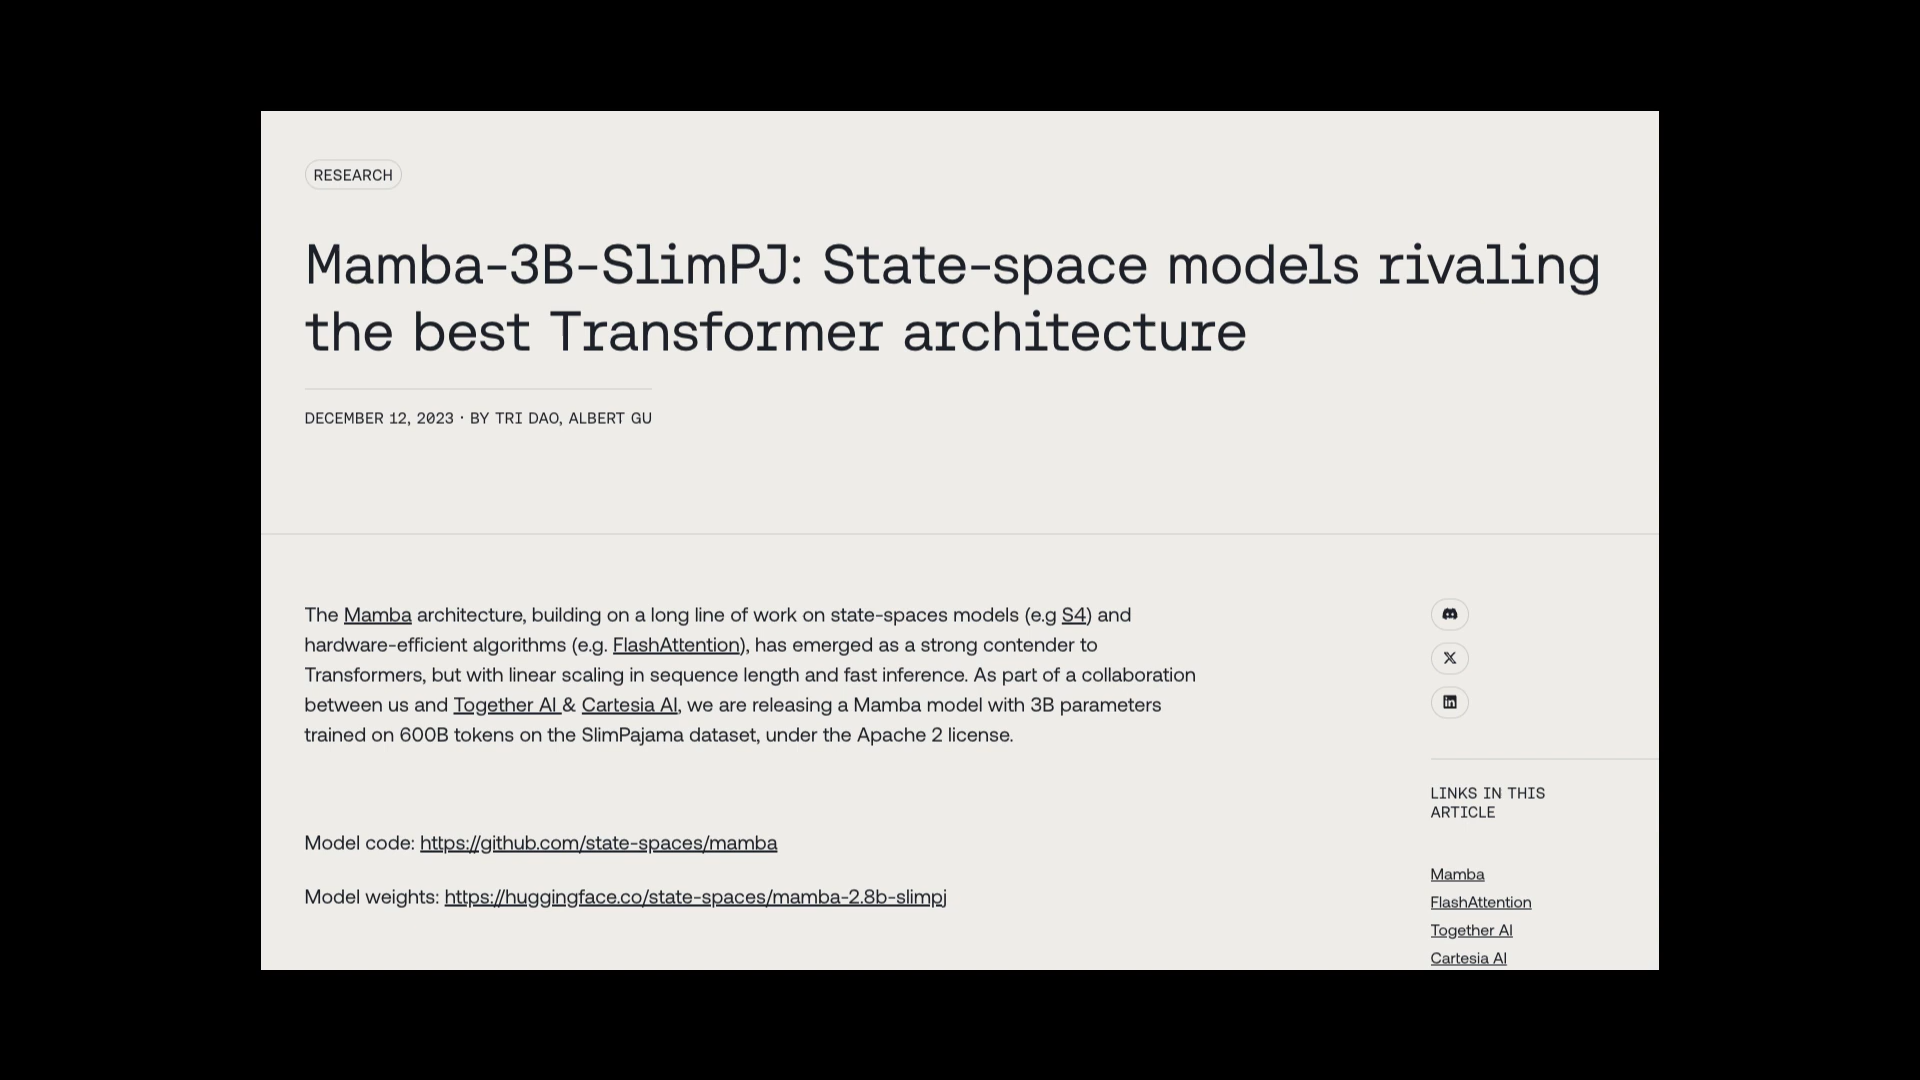 RESEARCH
Mamba-3B-SlimPJ: State-space models rivaling
the best Transformer architecture
DECEMBER 12, 2023 · BY TRI DAO, ALBERT GU
The Mamba architecture, building on a long line of work on state-spaces models (e.g S4) and
hardware-efficient algorithms (e.g. FlashAttention), has emerged as a strong contender to
Transformers, but with linear scaling in sequence length and fast inference. As part of a collaboration
between us and Together AI & Cartesia AI, we are releasing a Mamba model with 3B parameters
trained on 600B tokens on the SlimPajama dataset, under the Apache 2 license.
Model code: https://github.com/state-spaces/mamba
Model weights: https://huggingface.co/state-spaces/mamba-2.8b-slimpj
LINKS IN THIS
ARTICLE
Mamba
FlashAttention
Together AI
Cartesia AI